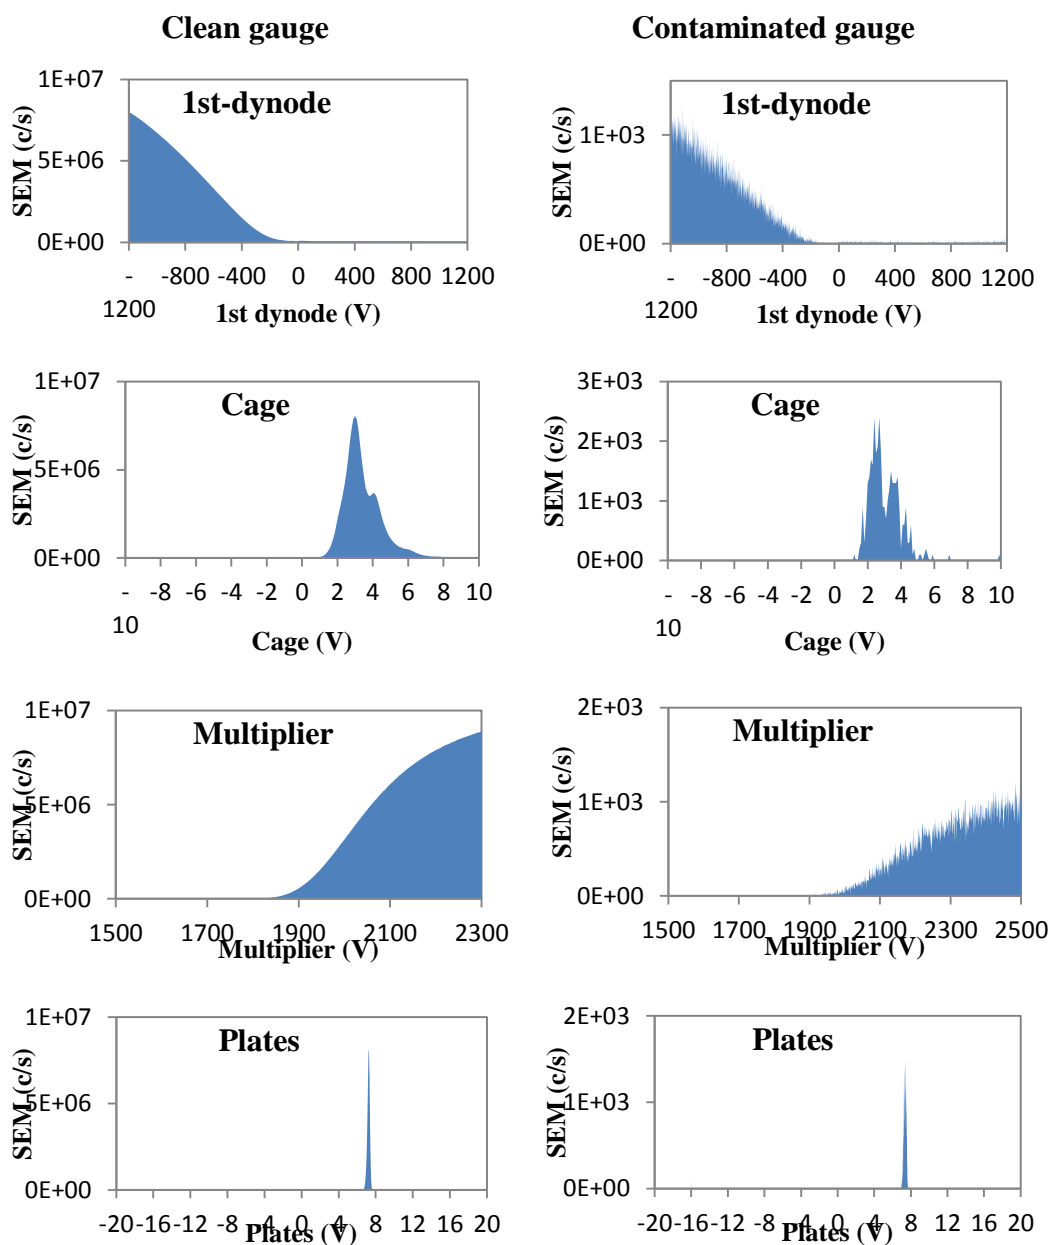 Clean gauge
Contaminated gauge
1E+07
5E+06
0E+00
SEM (c/s)
1st-dynode
- -800 -400 0 400 800 1200
1200
1st dynode (V)
1E+03
0E+00
SEM (c/s)
1st-dynode
- -800 -400 0 400 800 1200
1200
1st dynode (V)
1E+07
5E+06
0E+00
SEM (c/s)
Cage
- -8 -6 -4 -2 0 2 4 6 8 10
10
Cage (V)
3E+03
2E+03
1E+03
0E+00
SEM (c/s)
Cage
- -8 -6 -4 -2 0 2 4 6 8 10
10
Cage (V)
1E+07
5E+06
0E+00
SEM (c/s)
Multiplier
1500 1700 1900 2100 2300
Multiplier (V)
2E+03
1E+03
0E+00
SEM (c/s)
Multiplier
1500 1700 1900 2100 2300 2500
Multiplier (V)
1E+07
5E+06
0E+00
SEM (c/s)
Plates
-20 -16 -12 -8 -4 0 4 8 12 16 20
Plates (V)
2E+03
1E+03
0E+00
SEM (c/s)
Plates
-20 -16 -12 -8 -4 0 4 8 12 16 20
Plates (V)